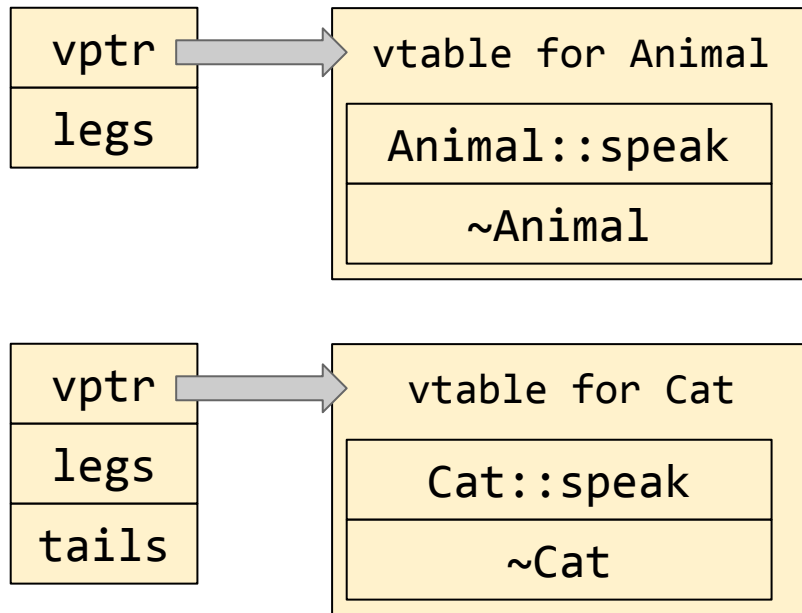 vptr
legs
vtable for Animal
Animal::speak
~Animal
vptr
legs
tails
vtable for Cat
Cat::speak
~Cat